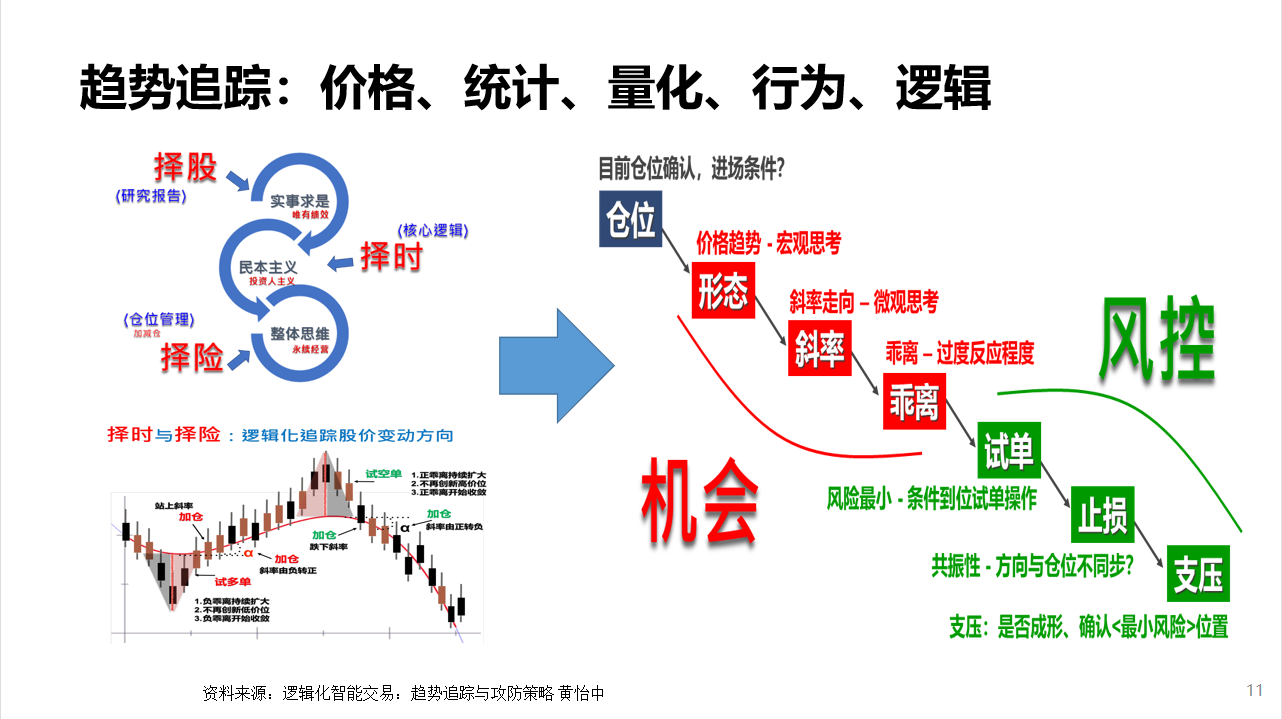 趋势追踪：价格、统计、量化、行为、逻辑
择股
(研究报告)
实事求是
唯有绩效
(核心逻辑)
择时
民本主义
投资人主义
(仓位管理)
加减仓
择险
整体思维
永续经营
择时与择险：逻辑化追踪股价变动方向
试空单
1.正乖离持续扩大
2.不再创新高价位
3.正乖离开始收敛
站上斜率
加仓
加仓
α
斜率由正转负
加仓
跌下斜率
α
加仓
斜率由负转正
试多单
1.负乖离持续扩大
2.不再创新低价位
3.负乖离开始收敛
目前仓位确认，进场条件?
仓位
价格趋势 - 宏观思考
形态
斜率走向 – 微观思考
斜率
乖离 – 过度反应程度
乖离
风控
机会
试单
风险最小 - 条件到位试单操作
止损
共振性 - 方向与仓位不同步?
支压
支压：是否成形、确认<最小风险>位置
资料来源：逻辑化智能交易：趋势追踪与攻防策略 黄怡中
11